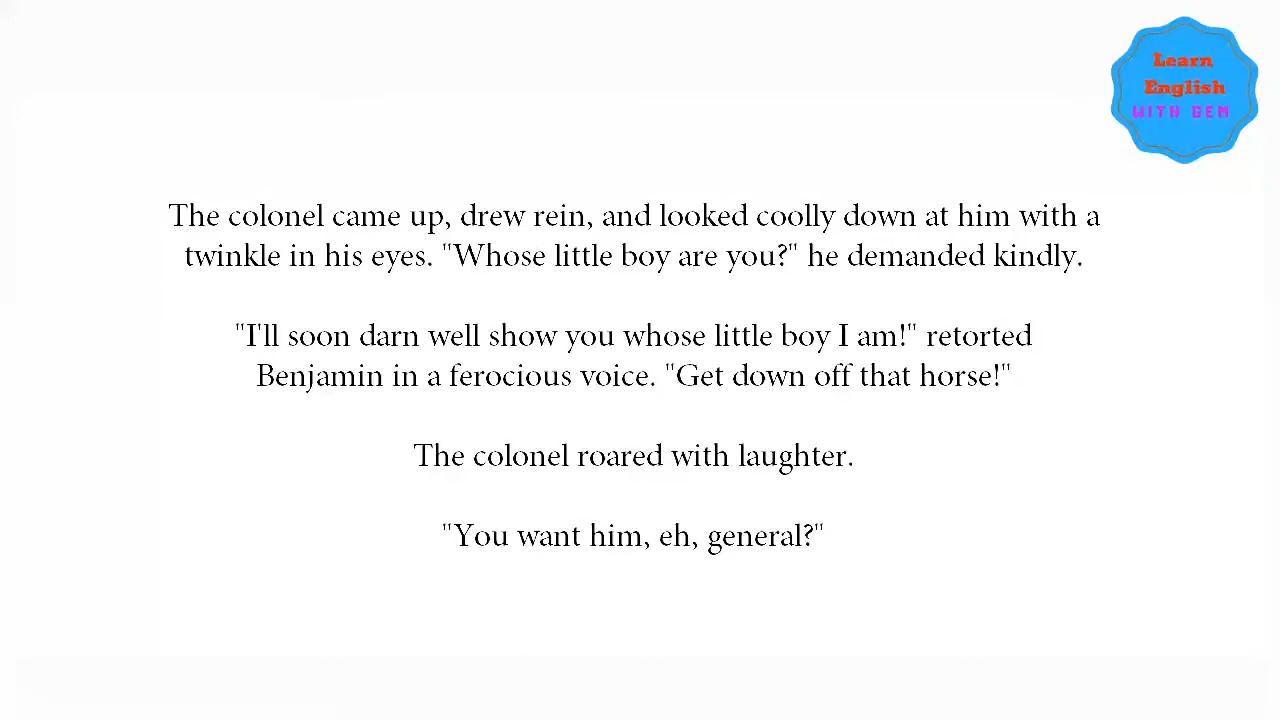 Learn
English
WITH GEM
The colonel came up, drew rein, and looked coolly down at him with a
twinkle in his eyes. "Whose little boy are you?" he demanded kindly.
"I'll soon darn well show you whose little boy I am!" retorted
Benjamin in a ferocious voice. "Get down off that horse!"
The colonel roared with laughter.
"You want him, eh, general?"